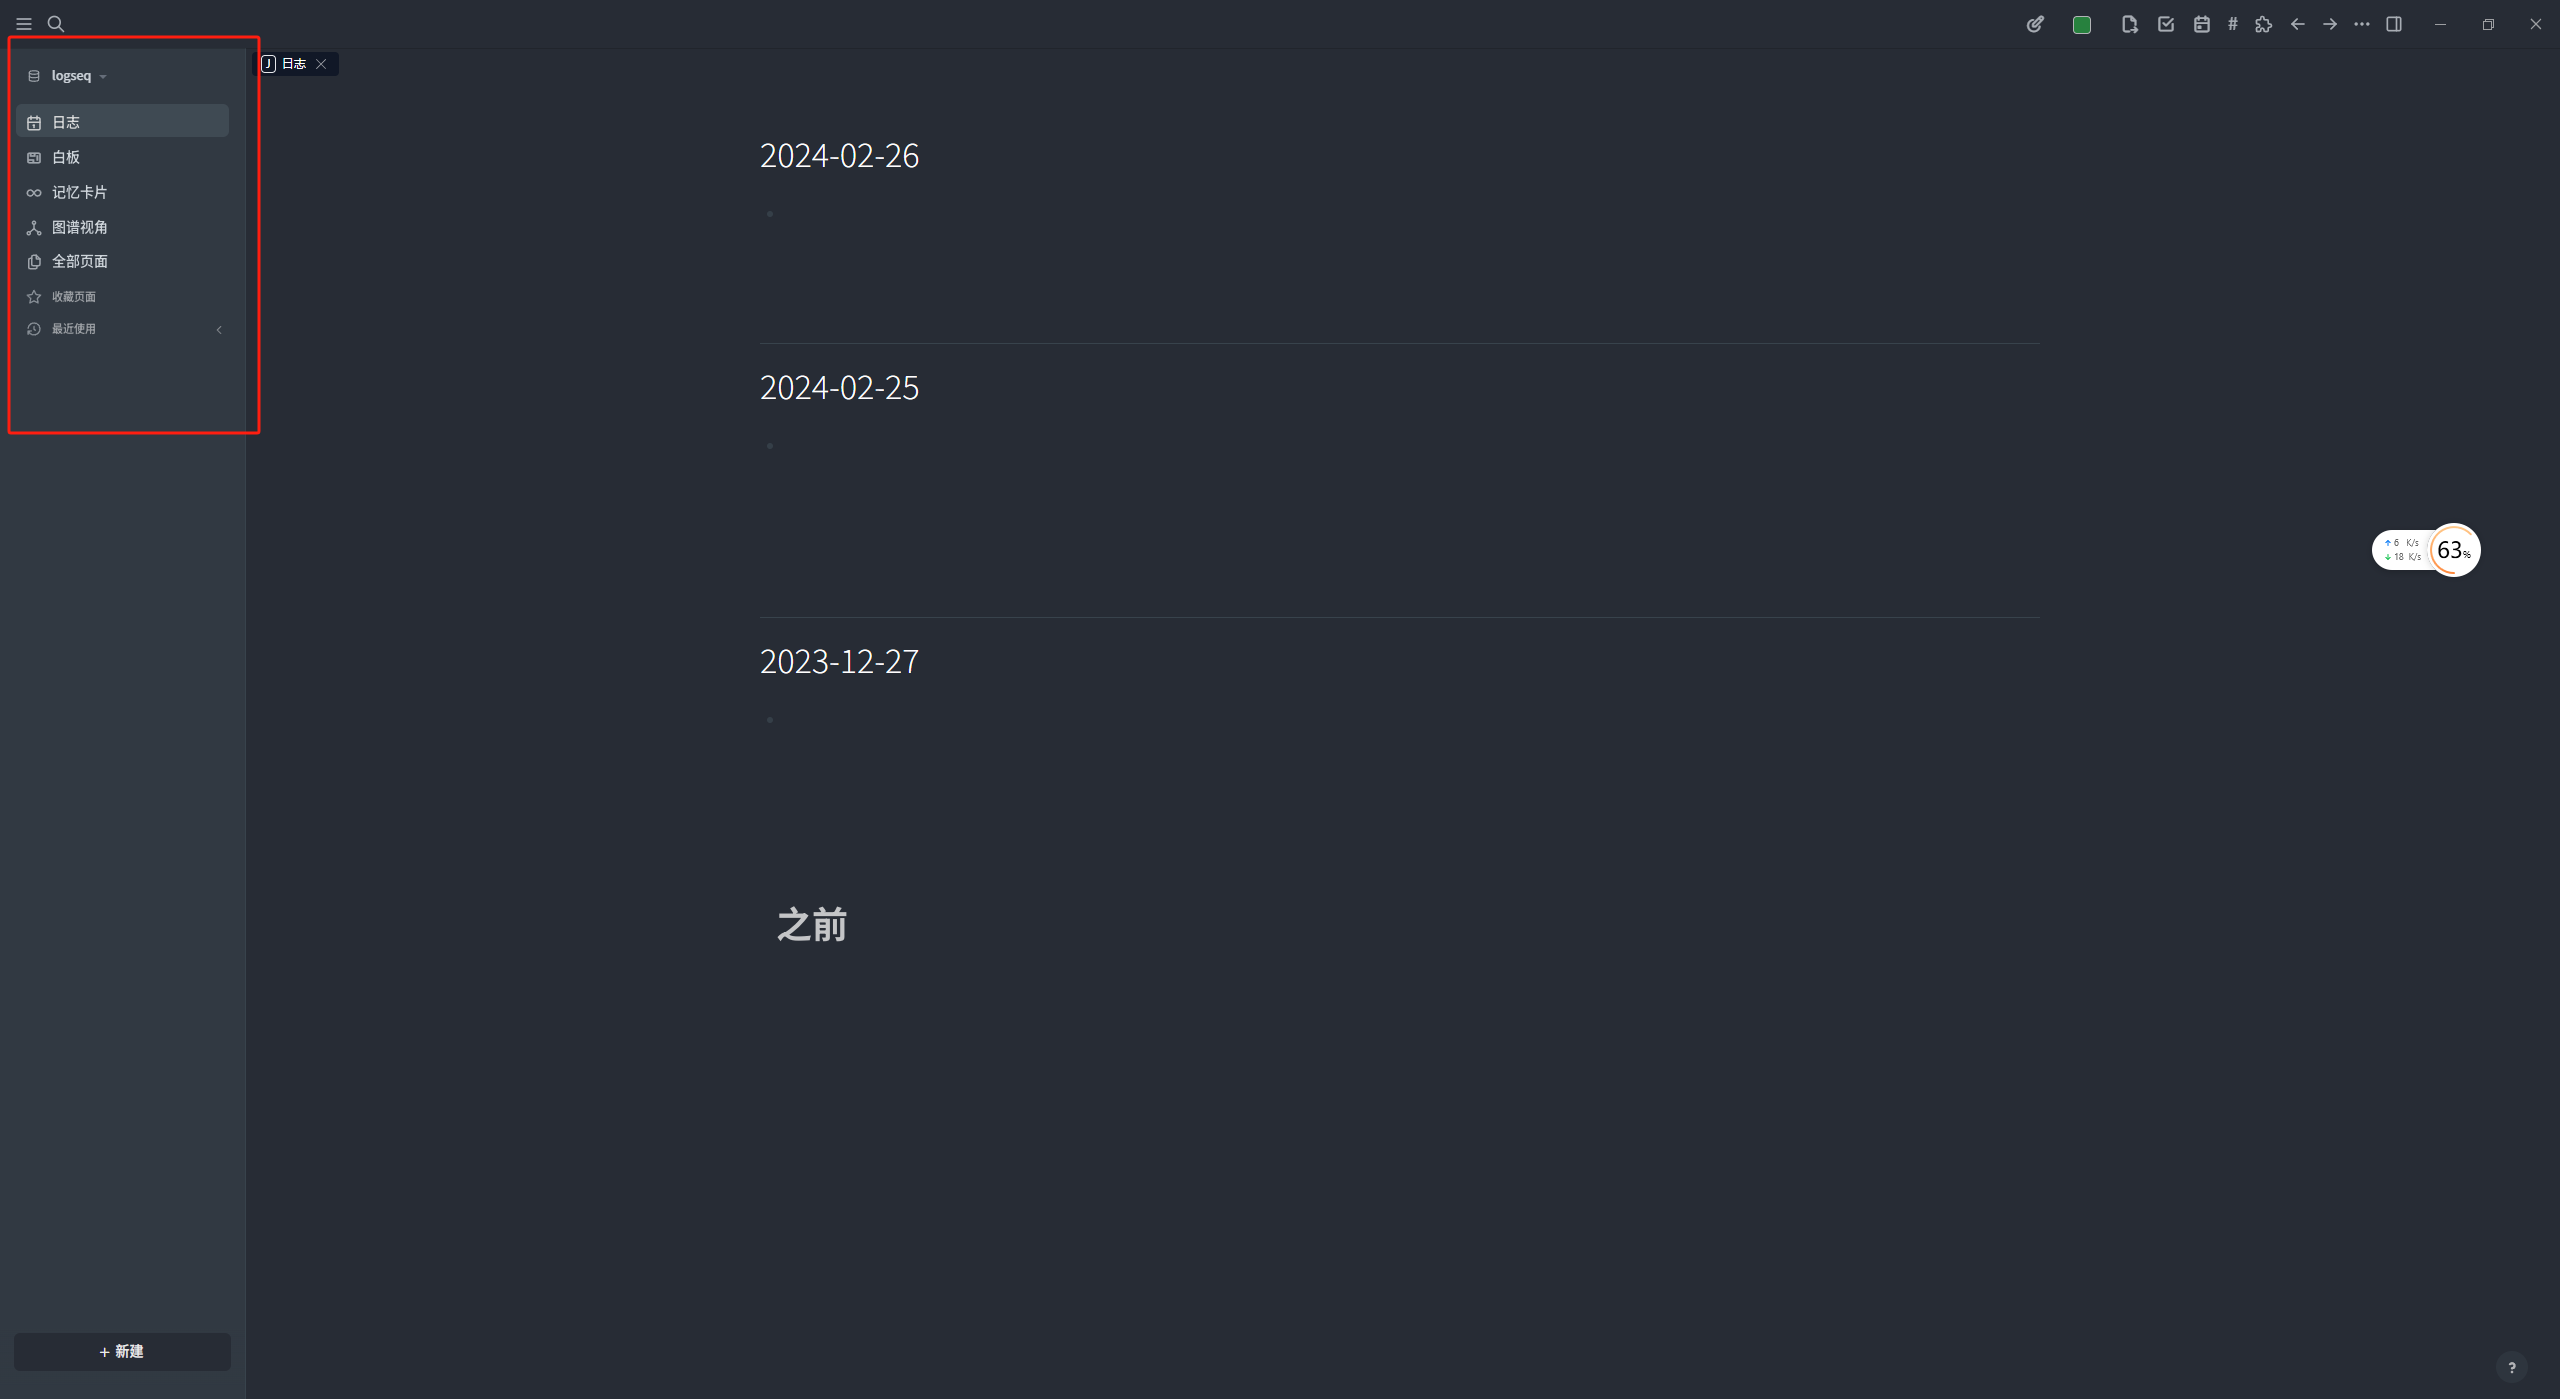 logseq
日志
白板
记忆卡片
图谱视角
全部页面
收藏页面
最近使用
+ 新建
J 日志
2024-02-26
2024-02-25
2023-12-27
之前
#
6 K/s
18 K/s
63%
?